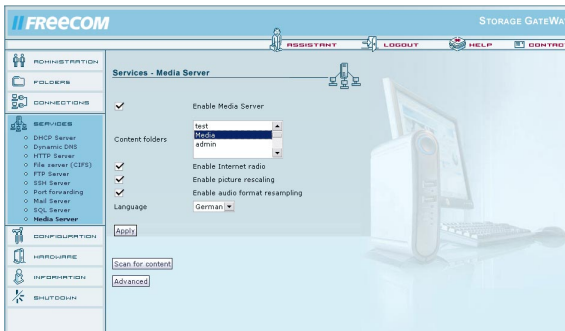 FREECOM
STORAGE GATEWA
ASSISTANT
LOGOUT
HELP
CONTAC
ADMINISTRATION
FOLDERS
CONNECTIONS
SERVICES
DHCP Server
Dynamic DNS
HTTP Server
File server (CIFS)
FTP Server
SSH Server
Port forwarding
Mail Server
SQL Server
Media Server
CONFIGURATION
HARDWARE
INFORMATION
SHUTDOWN
Services - Media Server
Enable Media Server
Content folders
test
Media
admin
Enable Internet radio
Enable picture rescaling
Enable audio format resampling
Language
German
Apply
Scan for content
Advanced